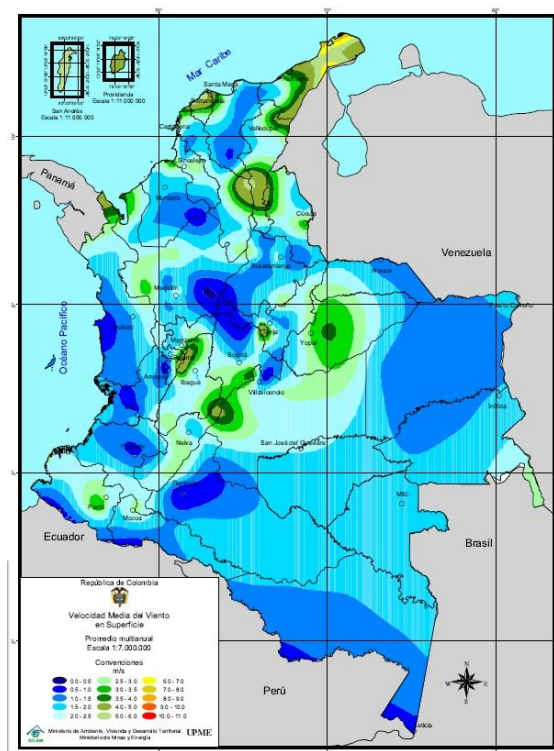 Mar Caribe
San Andrés
Escala 1:11.000.000
Providencia
Escala 1:11.000.000
Santa Marta
Valledupar
Sincelejo
Montería
Panamá
Cúcuta
Bucaramanga
Arauca
Venezuela
Medellín
Océano Pacífico
Quibdó
Manizales
Tunja
Yopal
Bogotá
Armenia
Ibagué
Villavicencio
Inírida
Neiva
San José del Guaviare
Florencia
Mitú
Pasto
Mocoa
Ecuador
Brasil
Perú
Leticia
República de Colombia
Velocidad Media del Viento
en Superficie
Promedio multianual
Escala 1:7.000.000
Convenciones
m/s
0.0 - 0.5 2.5 - 3.0 6.0 - 7.0
0.5 - 1.0 3.0 - 3.5 7.0 - 8.0
1.0 - 1.5 3.5 - 4.0 8.0 - 9.0
1.5 - 2.0 4.0 - 5.0 9.0 - 10.0
2.0 - 2.5 5.0 - 6.0 10.0 - 11.0
Ministerio de Ambiente, Vivienda y Desarrollo Territorial
Ministerio de Minas y Energía
UPME
IDEAM
N
W E
S